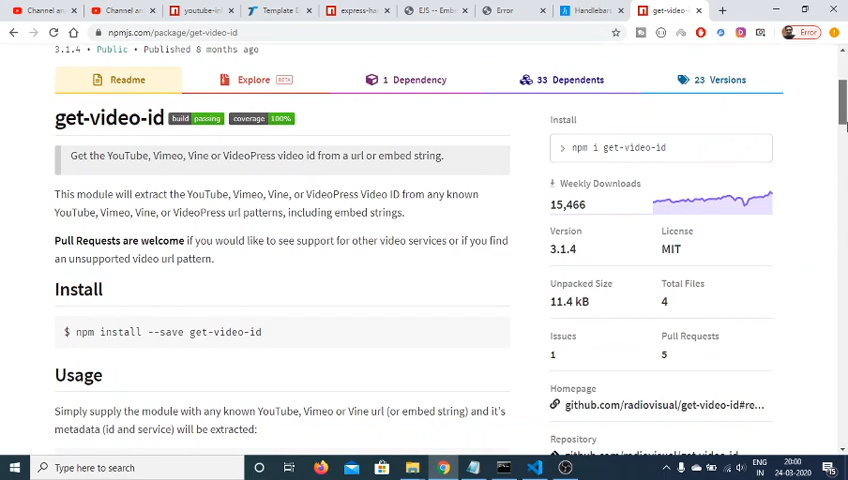 Channel an
Channel an
youtube-in
Template E
express-ha
EJS -- Embe
Error
Handlebars
get-video-
npmjs.com/package/get-video-id
Error
3.1.4 • Public • Published 8 months ago
Readme
Explore BETA
1 Dependency
33 Dependents
23 Versions
get-video-id build passing coverage 100%
Get the YouTube, Vimeo, Vine or VideoPress video id from a url or embed string.
This module will extract the YouTube, Vimeo, Vine, or VideoPress Video ID from any known
YouTube, Vimeo, Vine, or VideoPress url patterns, including embed strings.
Pull Requests are welcome if you would like to see support for other video services or if you find
an unsupported video url pattern.
Install
$ npm install --save get-video-id
Usage
Simply supply the module with any known YouTube, Vimeo or Vine url (or embed string) and it's
metadata (id and service) will be extracted:
Install
> npm i get-video-id
Weekly Downloads
15,466
Version
License
3.1.4
MIT
Unpacked Size
Total Files
11.4 kB
4
Issues
Pull Requests
1
5
Homepage
github.com/radiovisual/get-video-id#re...
Repository
github.com/radiovisual/get-video-id
Type here to search
ENG
IN
20:00
24-03-2020
15